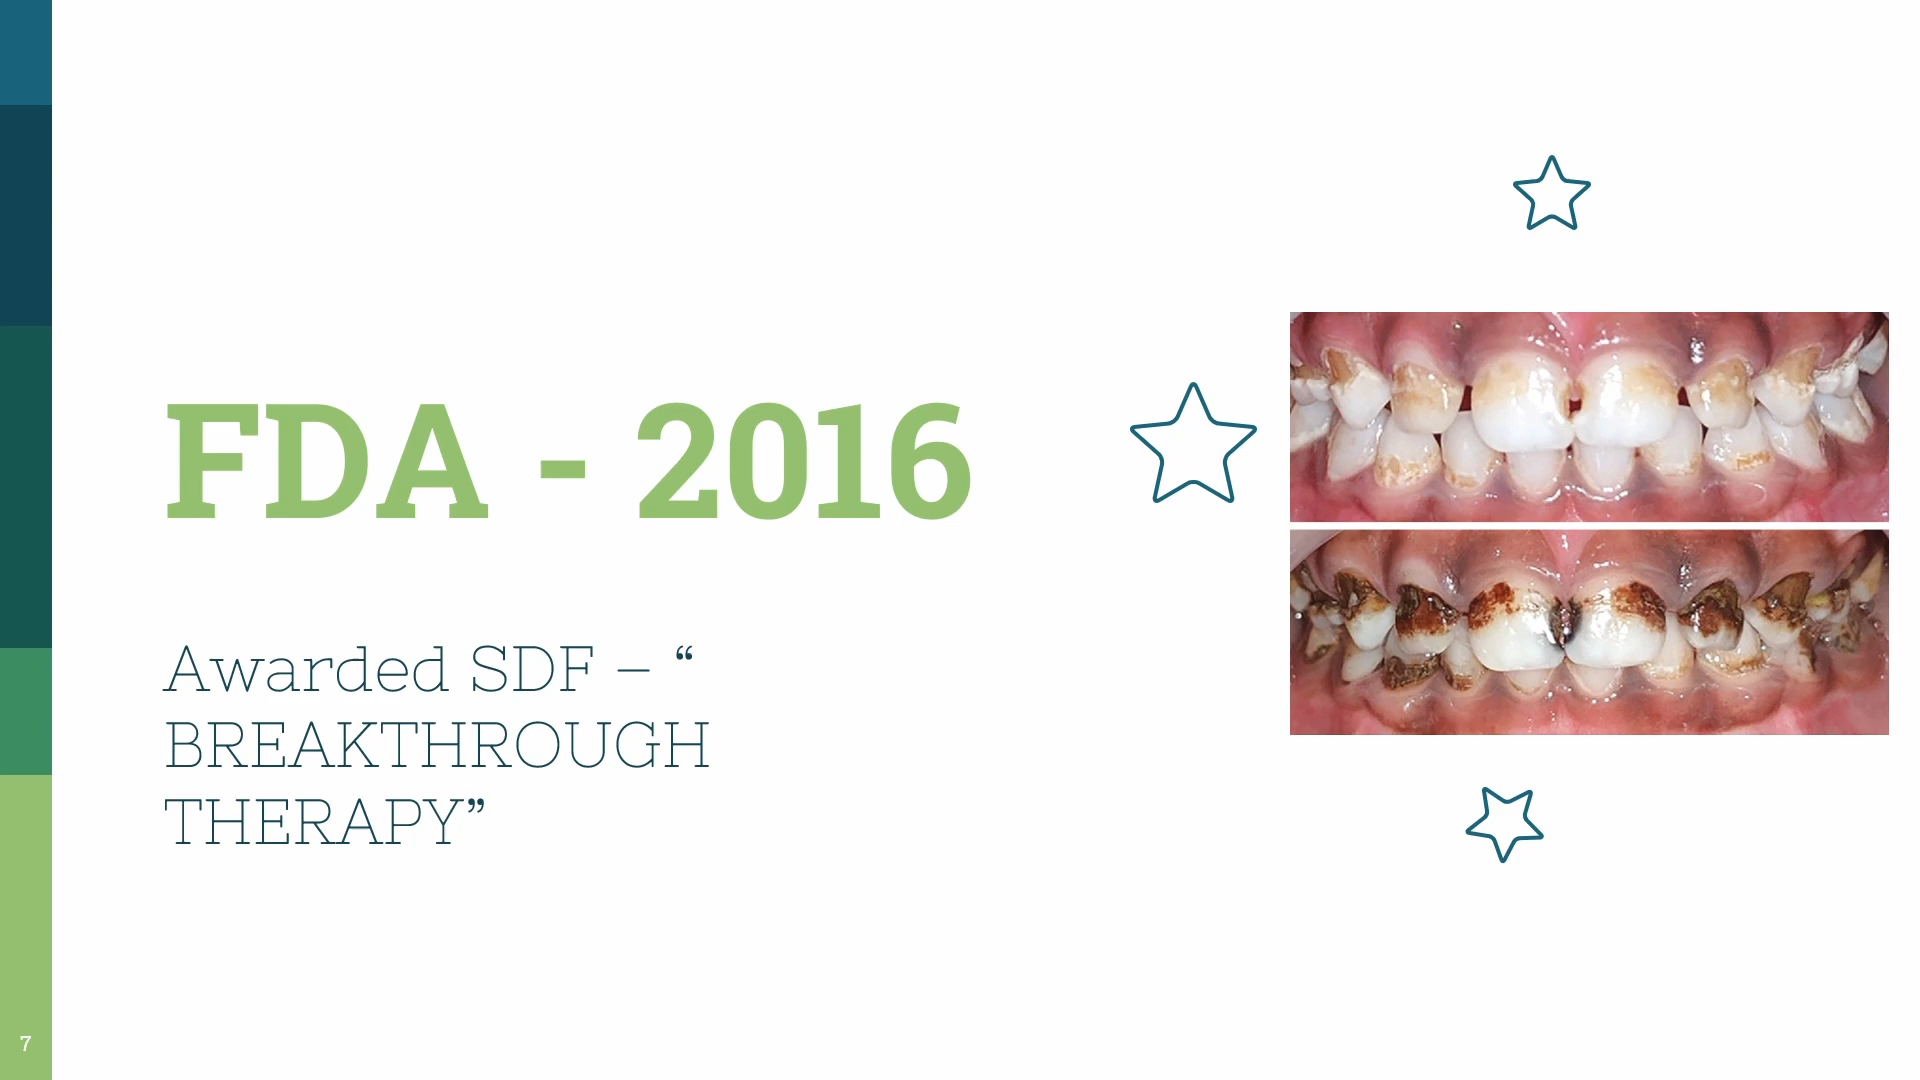 FDA - 2016
Awarded SDF – “
BREAKTHROUGH
THERAPY”
7